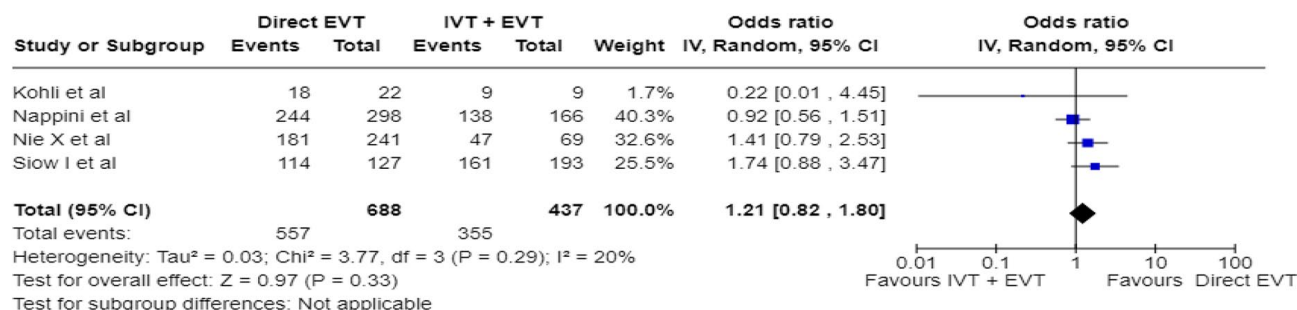 Direct EVT IVT + EVT Odds ratio Odds ratio
Study or Subgroup Events Total Events Total Weight IV, Random, 95% CI IV, Random, 95% CI
Kohli et al 18 22 9 9 1.7% 0.22 [0.01 , 4.45]
Nappini et al 244 298 138 166 40.3% 0.92 [0.56 , 1.51]
Nie X et al 181 241 47 69 32.6% 1.41 [0.79 , 2.53]
Siow I et al 114 127 161 193 25.5% 1.74 [0.88 , 3.47]
Total (95% CI) 688 437 100.0% 1.21 [0.82 , 1.80]
Total events: 557 355
Heterogeneity: Tau² = 0.03; Chi² = 3.77, df = 3 (P = 0.29); I² = 20%
Test for overall effect: Z = 0.97 (P = 0.33)
Test for subgroup differences: Not applicable
0.01 0.1 1 10 100
Favours IVT + EVT Favours Direct EVT